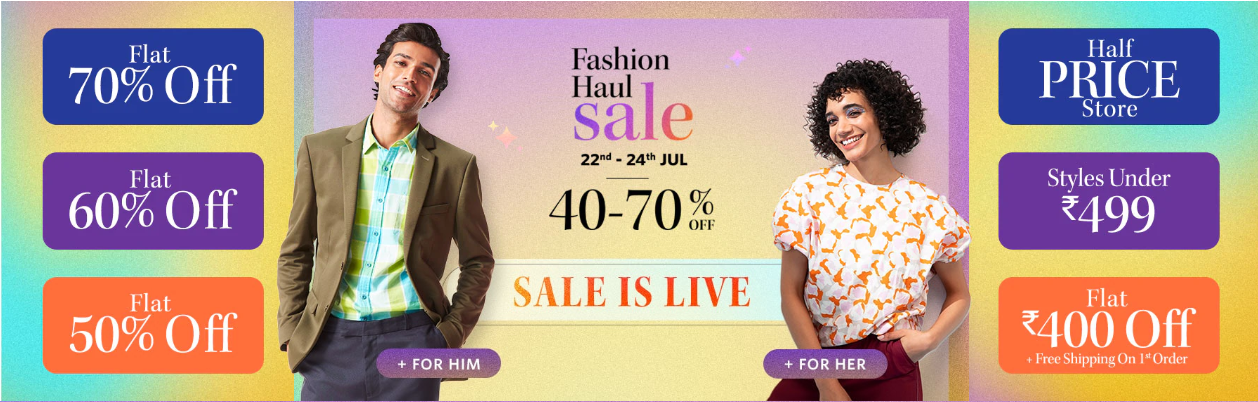 Flat
70% Off
Flat
60% Off
Flat
50% Off
Fashion
Haul
sale
22nd - 24th JUL
40-70% OFF
SALE IS LIVE
+ FOR HIM
+ FOR HER
Half
PRICE
Store
Styles Under
₹499
Flat
₹400 Off
+ Free Shipping On 1st Order